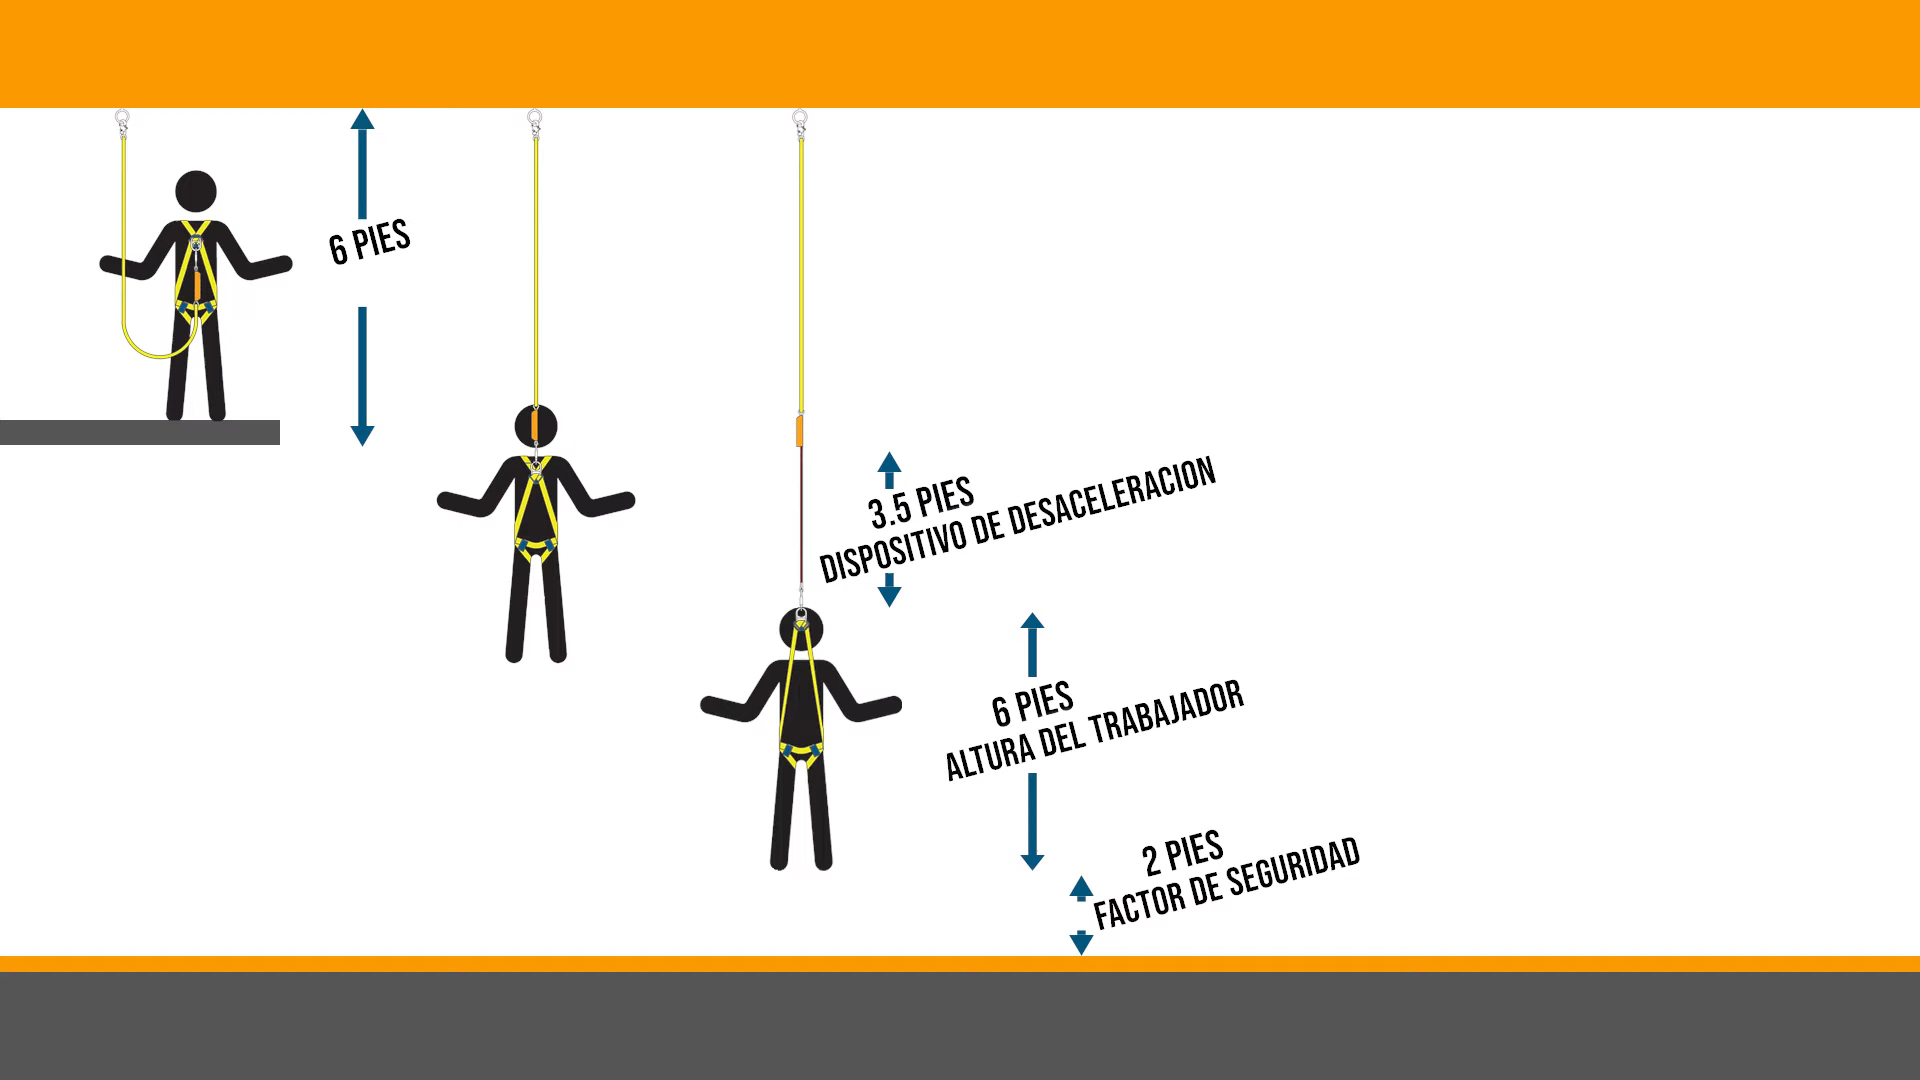 6 PIES
3.5 PIES
DISPOSITIVO DE DESACELERACION
6 PIES
ALTURA DEL TRABAJADOR
2 PIES
FACTOR DE SEGURIDAD